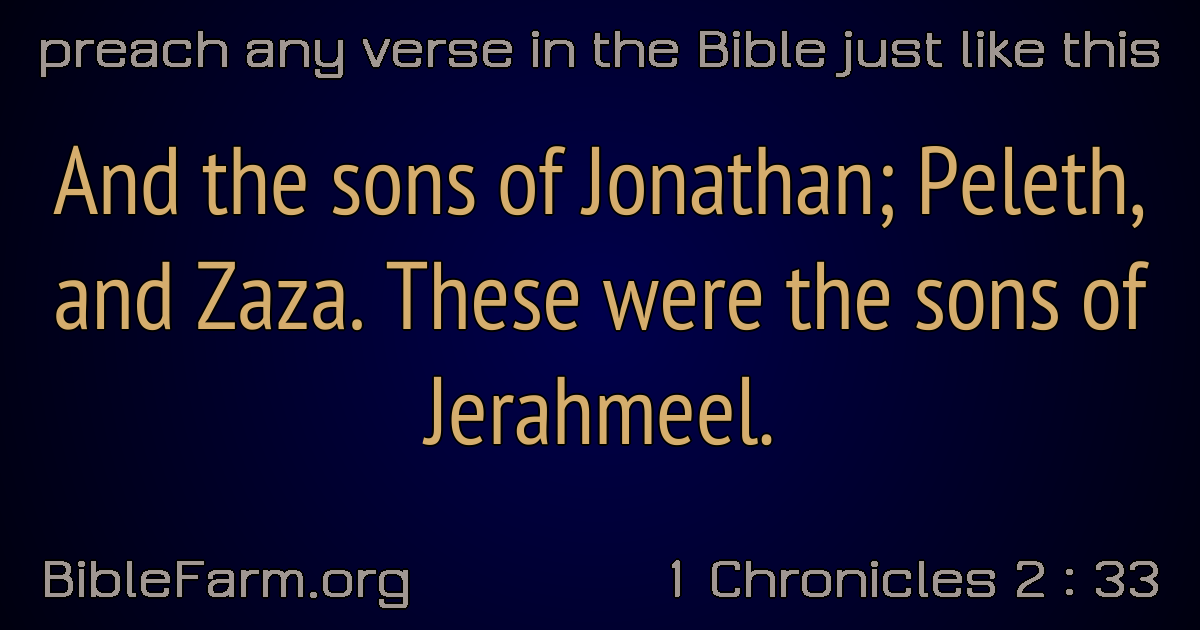 preach any verse in the Bible just like this
And the sons of Jonathan; Peleth,
and Zaza. These were the sons of
Jerahmeel.
BibleFarm.org
1 Chronicles 2 : 33